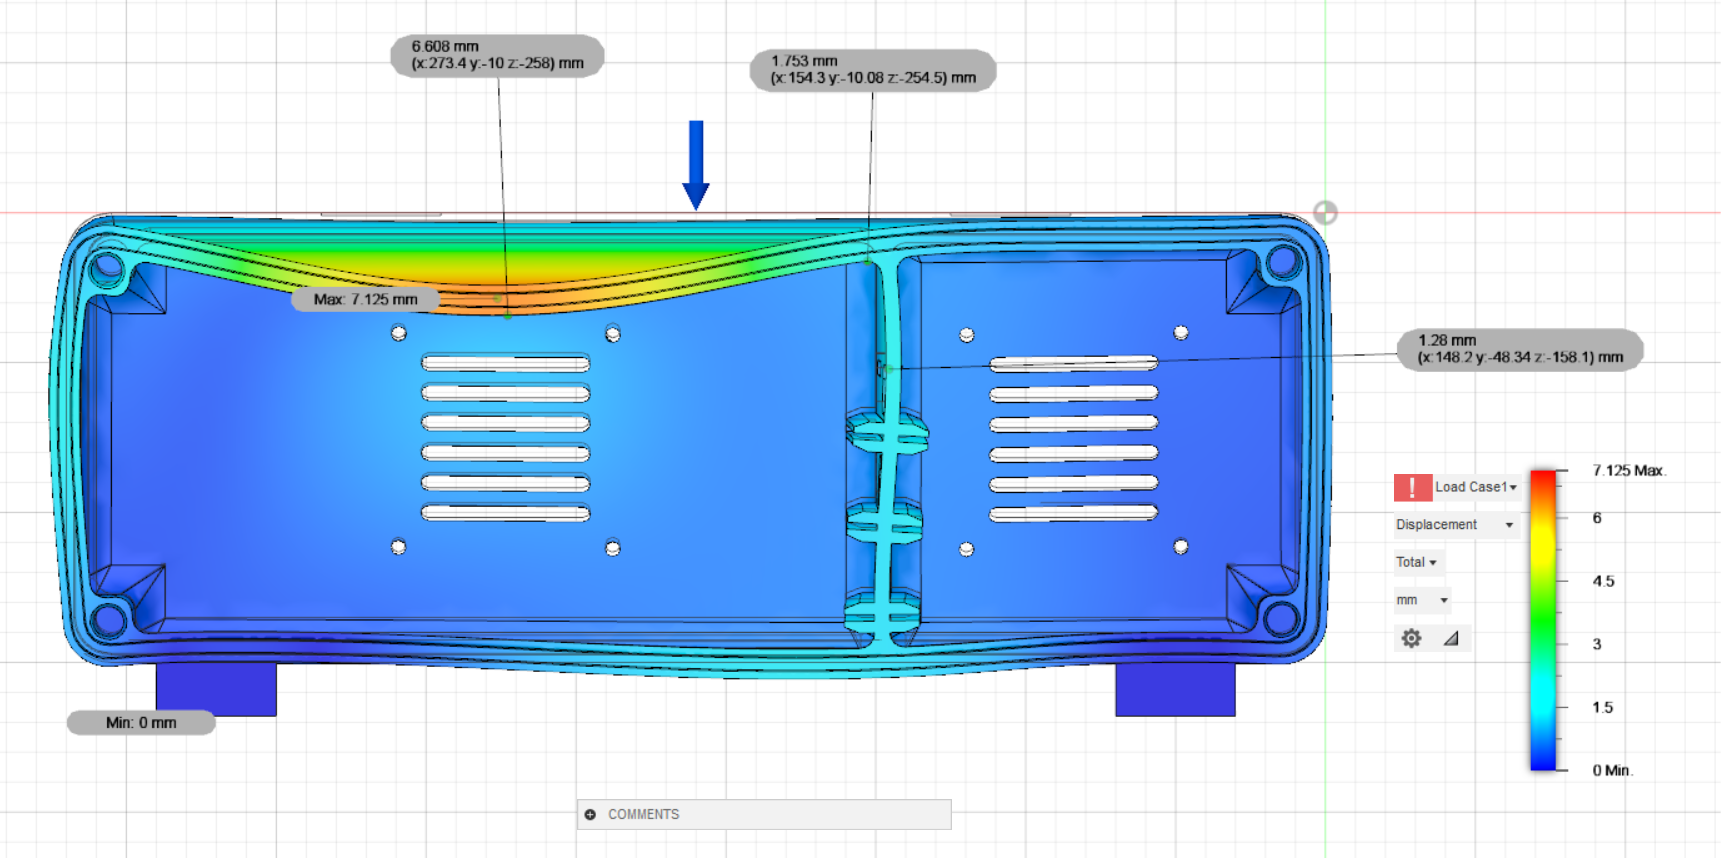 6.608 mm
(x:273.4 y:-10 z:-258) mm
1.753 mm
(x:154.3 y:-10.08 z:-254.5) mm
Max: 7.125 mm
1.28 mm
(x:148.2 y:-48.34 z:-158.1) mm
Load Case1
Displacement
Total
mm
7.125 Max.
6
4.5
3
1.5
0 Min.
Min: 0 mm
COMMENTS